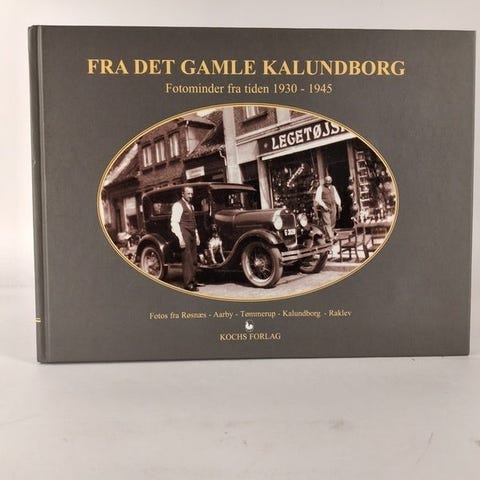 FRA DET GAMLE KALUNDBORG
Fotominder fra tiden 1930 - 1945
LEGETØJS
Fotos fra Røsnæs - Aarby - Tømmerup - Kalundborg - Raklev
KOCHS FORLAG